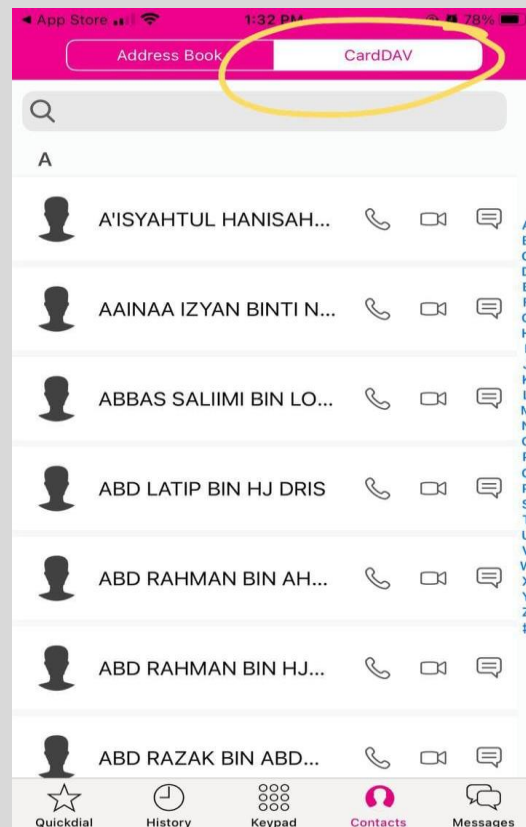 ◀ App Store 1:32 PM 78%
Address Book CardDAV
A
A'ISYAHTUL HANISAH...
AAINAA IZYAN BINTI N...
ABBAS SALIIMI BIN LO...
ABD LATIP BIN HJ DRIS
ABD RAHMAN BIN AH...
ABD RAHMAN BIN HJ...
ABD RAZAK BIN ABD...
Quickdial History Keypad Contacts Messages